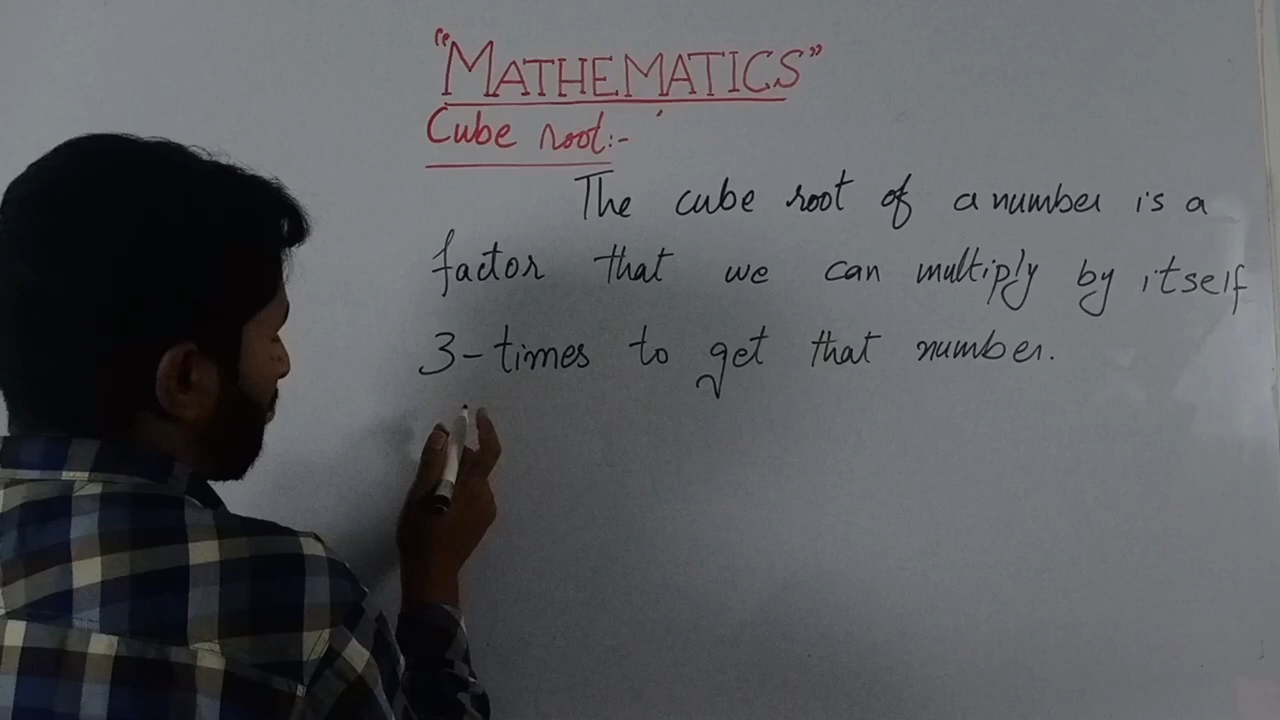 "MATHEMATICS"
Cube root:-
The cube root of a number is a
factor that we can multiply by itself
3-times to get that number.